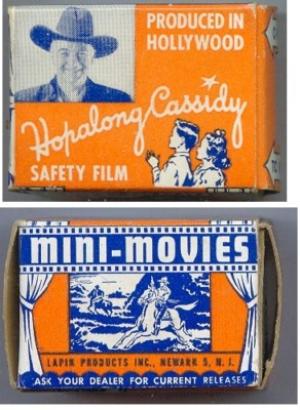 PRODUCED IN
HOLLYWOOD
Hopalong Cassidy
SAFETY FILM
MINI-MOVIES
LAPIN PRODUCTS INC., NEWARK 5, N. J.
ASK YOUR DEALER FOR CURRENT RELEASES